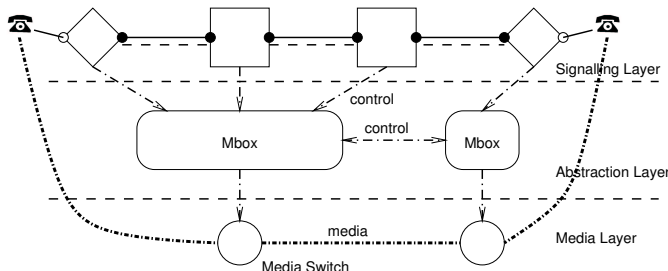 Signalling Layer
control
control
Mbox
Mbox
Abstraction Layer
media
Media Layer
Media Switch